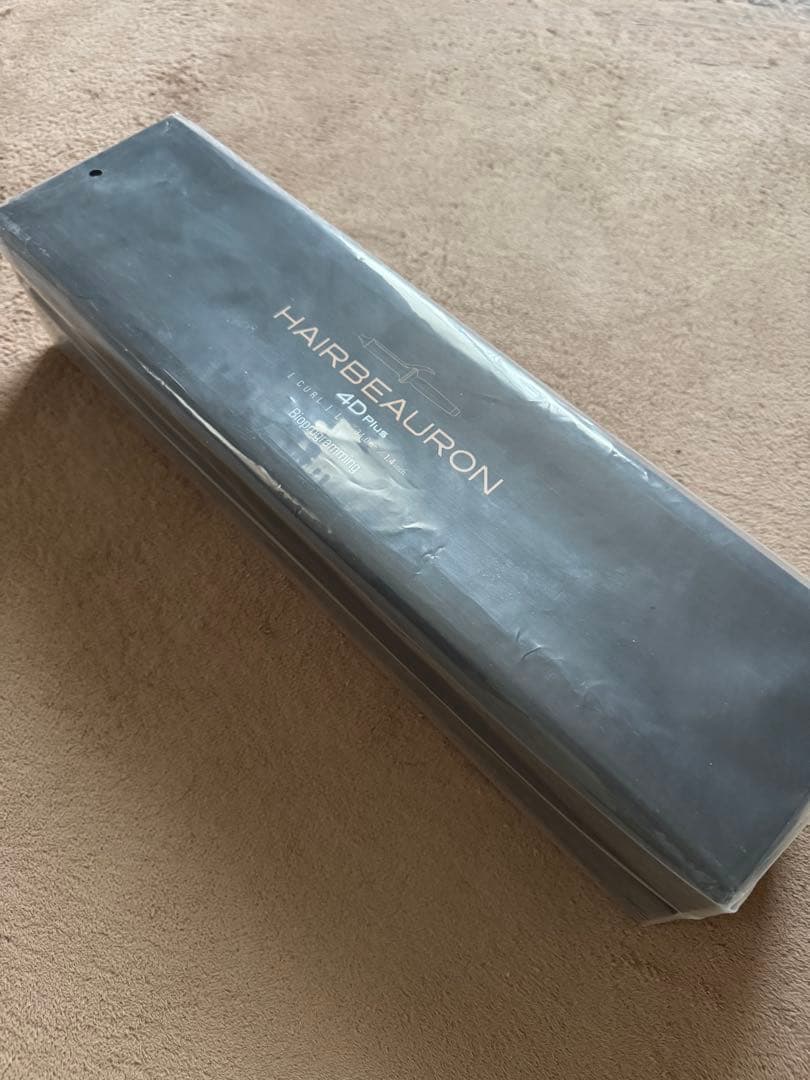 HAIRBEAURON
4D Plus
[ CURL ] L
Bioprogramming